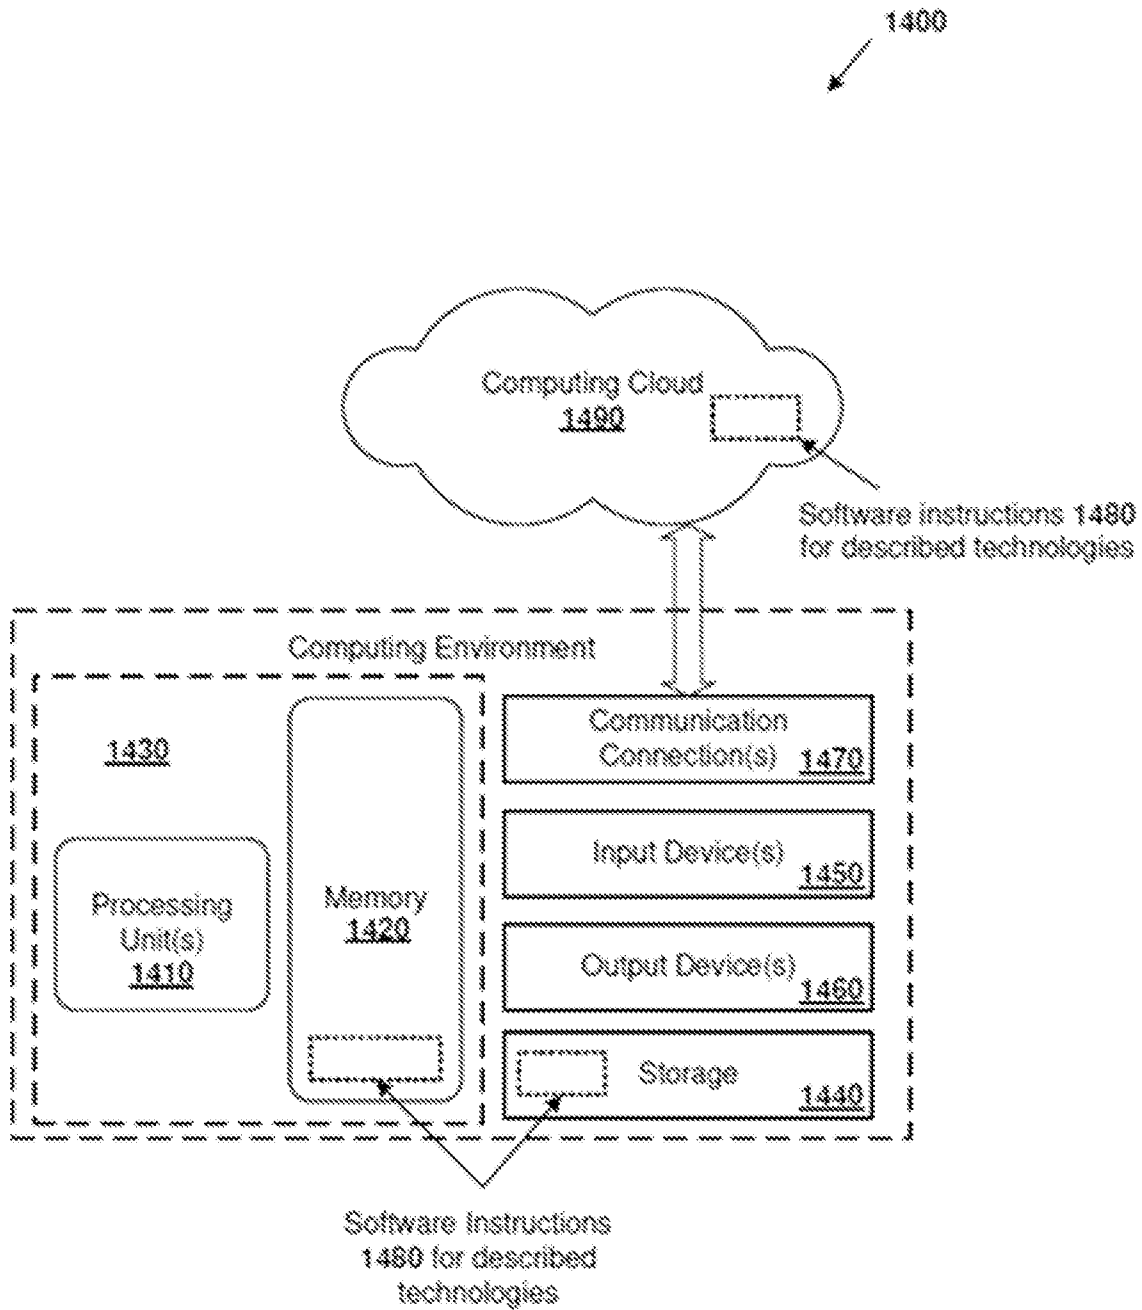 1400
Computing Cloud
1490
Software instructions 1480
for described technologies
Computing Environment
1430
Processing
Unit(s)
1410
Memory
1420
Communication
Connection(s) 1470
Input Device(s)
1450
Output Device(s)
1460
Storage
1440
Software Instructions
1480 for described
technologies